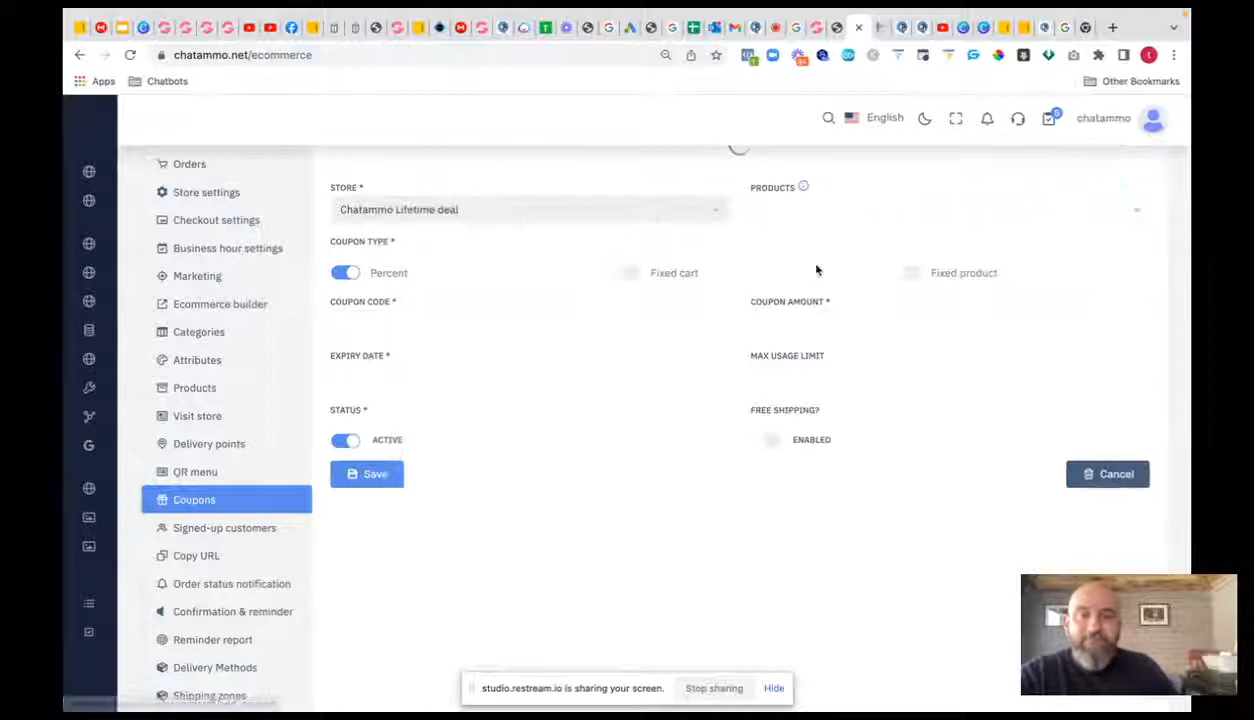 chatammo.net/ecommerce
Apps
Chatbots
Other Bookmarks
English
5
chatammo
Orders
Store settings
Checkout settings
Business hour settings
Marketing
Ecommerce builder
Categories
Attributes
Products
Visit store
Delivery points
QR menu
Coupons
Signed-up customers
Copy URL
Order status notification
Confirmation & reminder
Reminder report
Delivery Methods
Shipping zones
STORE *
PRODUCTS
Chatammo Lifetime deal
COUPON TYPE *
Percent
Fixed cart
Fixed product
COUPON CODE *
COUPON AMOUNT *
EXPIRY DATE *
MAX USAGE LIMIT
STATUS *
FREE SHIPPING?
ACTIVE
ENABLED
Save
Cancel
studio.restream.io is sharing your screen.
Stop sharing
Hide